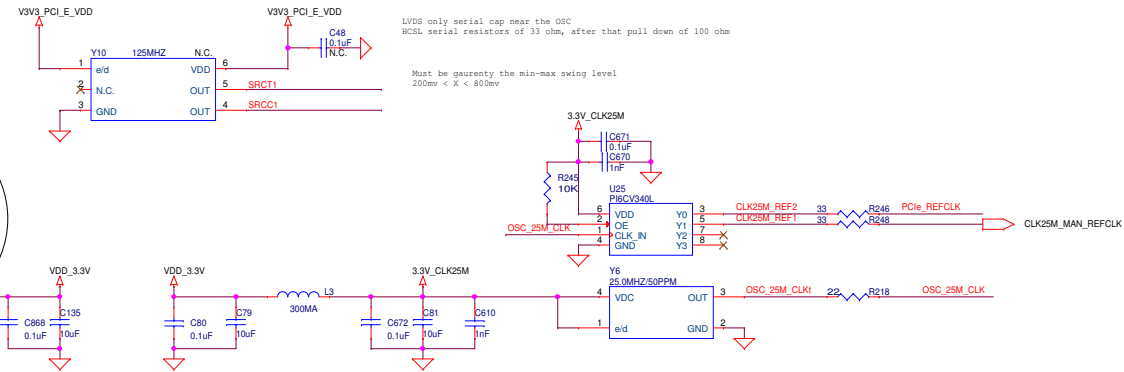 V3V3_PCI_E_VDD
V3V3_PCI_E_VDD
LVDS only serial cap near the OSC
HCSL serial resistors of 33 ohm, after that pull down of 100 ohm
C48
0.1uF
N.C.
Y10 125MHZ N.C.
1 e/d VDD 6
2 N.C. OUT 5 SRCT1
3 GND OUT 4 SRCC1
Must be gaurenty the min-max swing level
200mv < X < 800mv
3.3V_CLK25M
C671
0.1uF
C670
1nF
R245
10K
U25
PI6CV340L
6 VDD Y0 3 CLK25M_REF2 33 R246 PCIe_REFCLK
2 OE Y1 5 CLK25M_REF1 33 R248 CLK25M_MAN_REFCLK
OSC_25M_CLK 1 CLK_IN Y2 7
4 GND Y3 8
VDD_3.3V
VDD_3.3V
3.3V_CLK25M
Y6
25.0MHZ/50PPM
L3
300MA
4 VDC OUT 3 OSC_25M_CLKt 22 R218 OSC_25M_CLK
1 e/d GND 2
C868
0.1uF
C135
10uF
C80
0.1uF
C79
10uF
C672
0.1uF
C81
10uF
C610
1nF